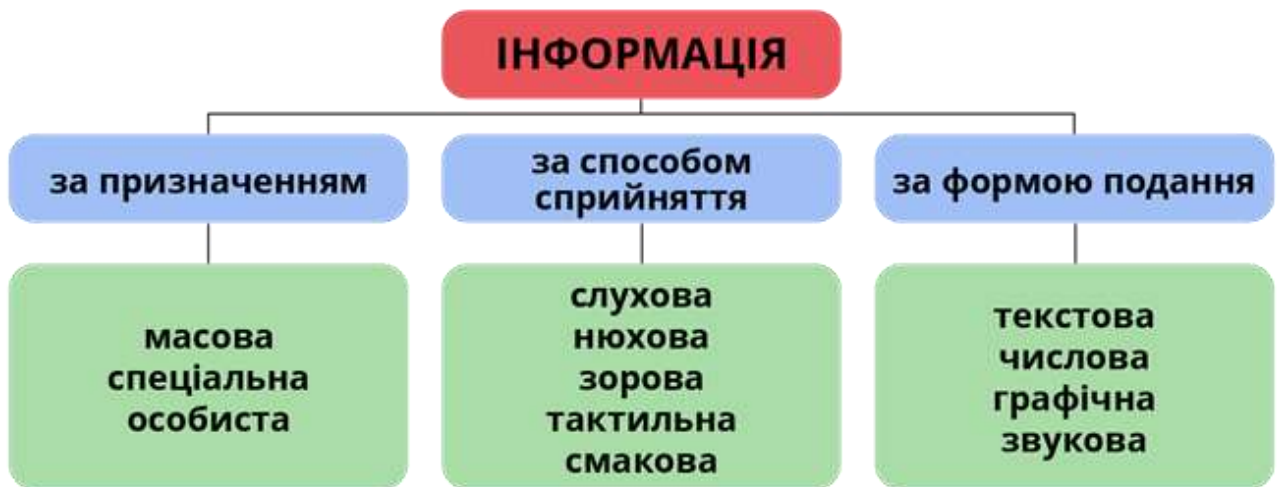 ІНФОРМАЦІЯ
за призначенням
за способом
сприйняття
за формою подання
масова
спеціальна
особиста
слухова
нюхова
зорова
тактильна
смакова
текстова
числова
графічна
звукова